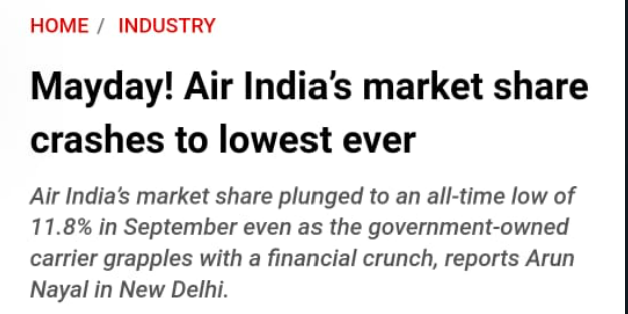 HOME / INDUSTRY
Mayday! Air India’s market share
crashes to lowest ever
Air India’s market share plunged to an all-time low of
11.8% in September even as the government-owned
carrier grapples with a financial crunch, reports Arun
Nayal in New Delhi.